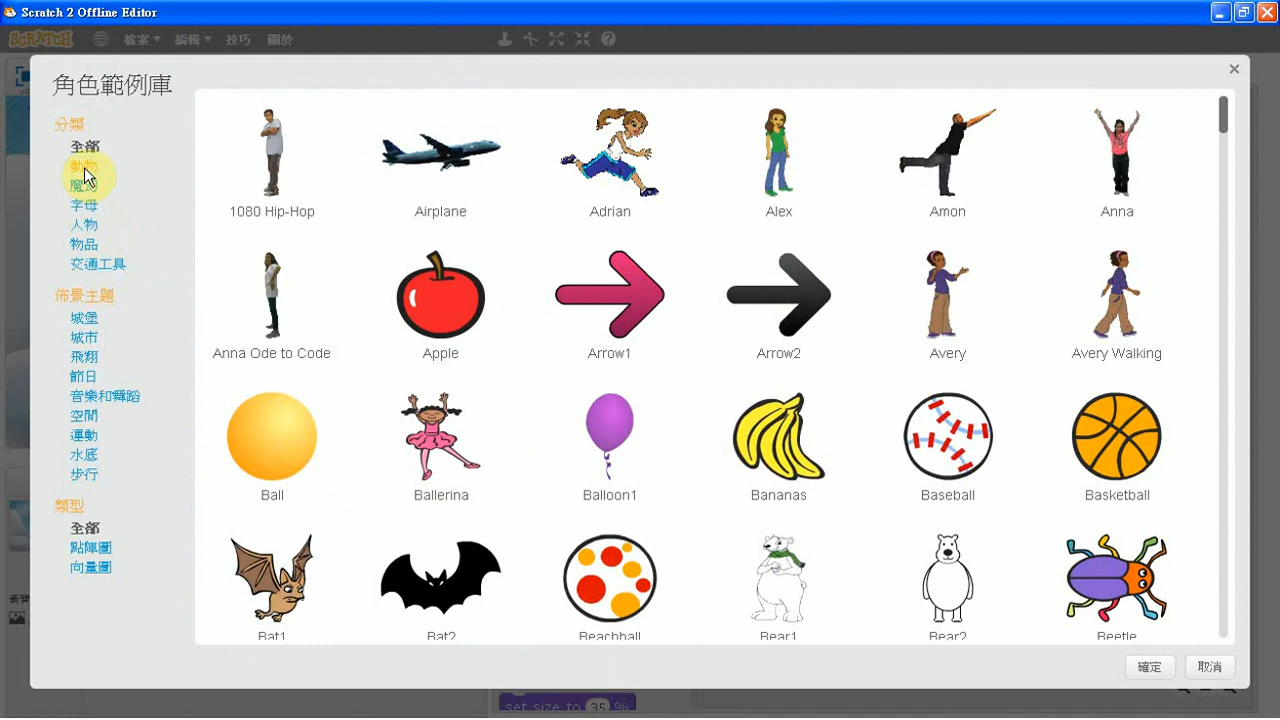 Scratch 2 Offline Editor
SCRATCH 檔案 編輯 技巧 關於
角色範例庫
分類
全部
動物
魔幻
字母
人物
物品
交通工具
佈景主題
城堡
城市
飛翔
節日
音樂和舞蹈
空間
運動
水底
步行
類型
全部
點陣圖
向量圖
1080 Hip-Hop Airplane Adrian Alex Amon Anna
Anna Ode to Code Apple Arrow1 Arrow2 Avery Avery Walking
Ball Ballerina Balloon1 Bananas Baseball Basketball
Bat1 Bat2 Beachball Bear1 Bear2 Beetle
確定 取消
set size to 35 %